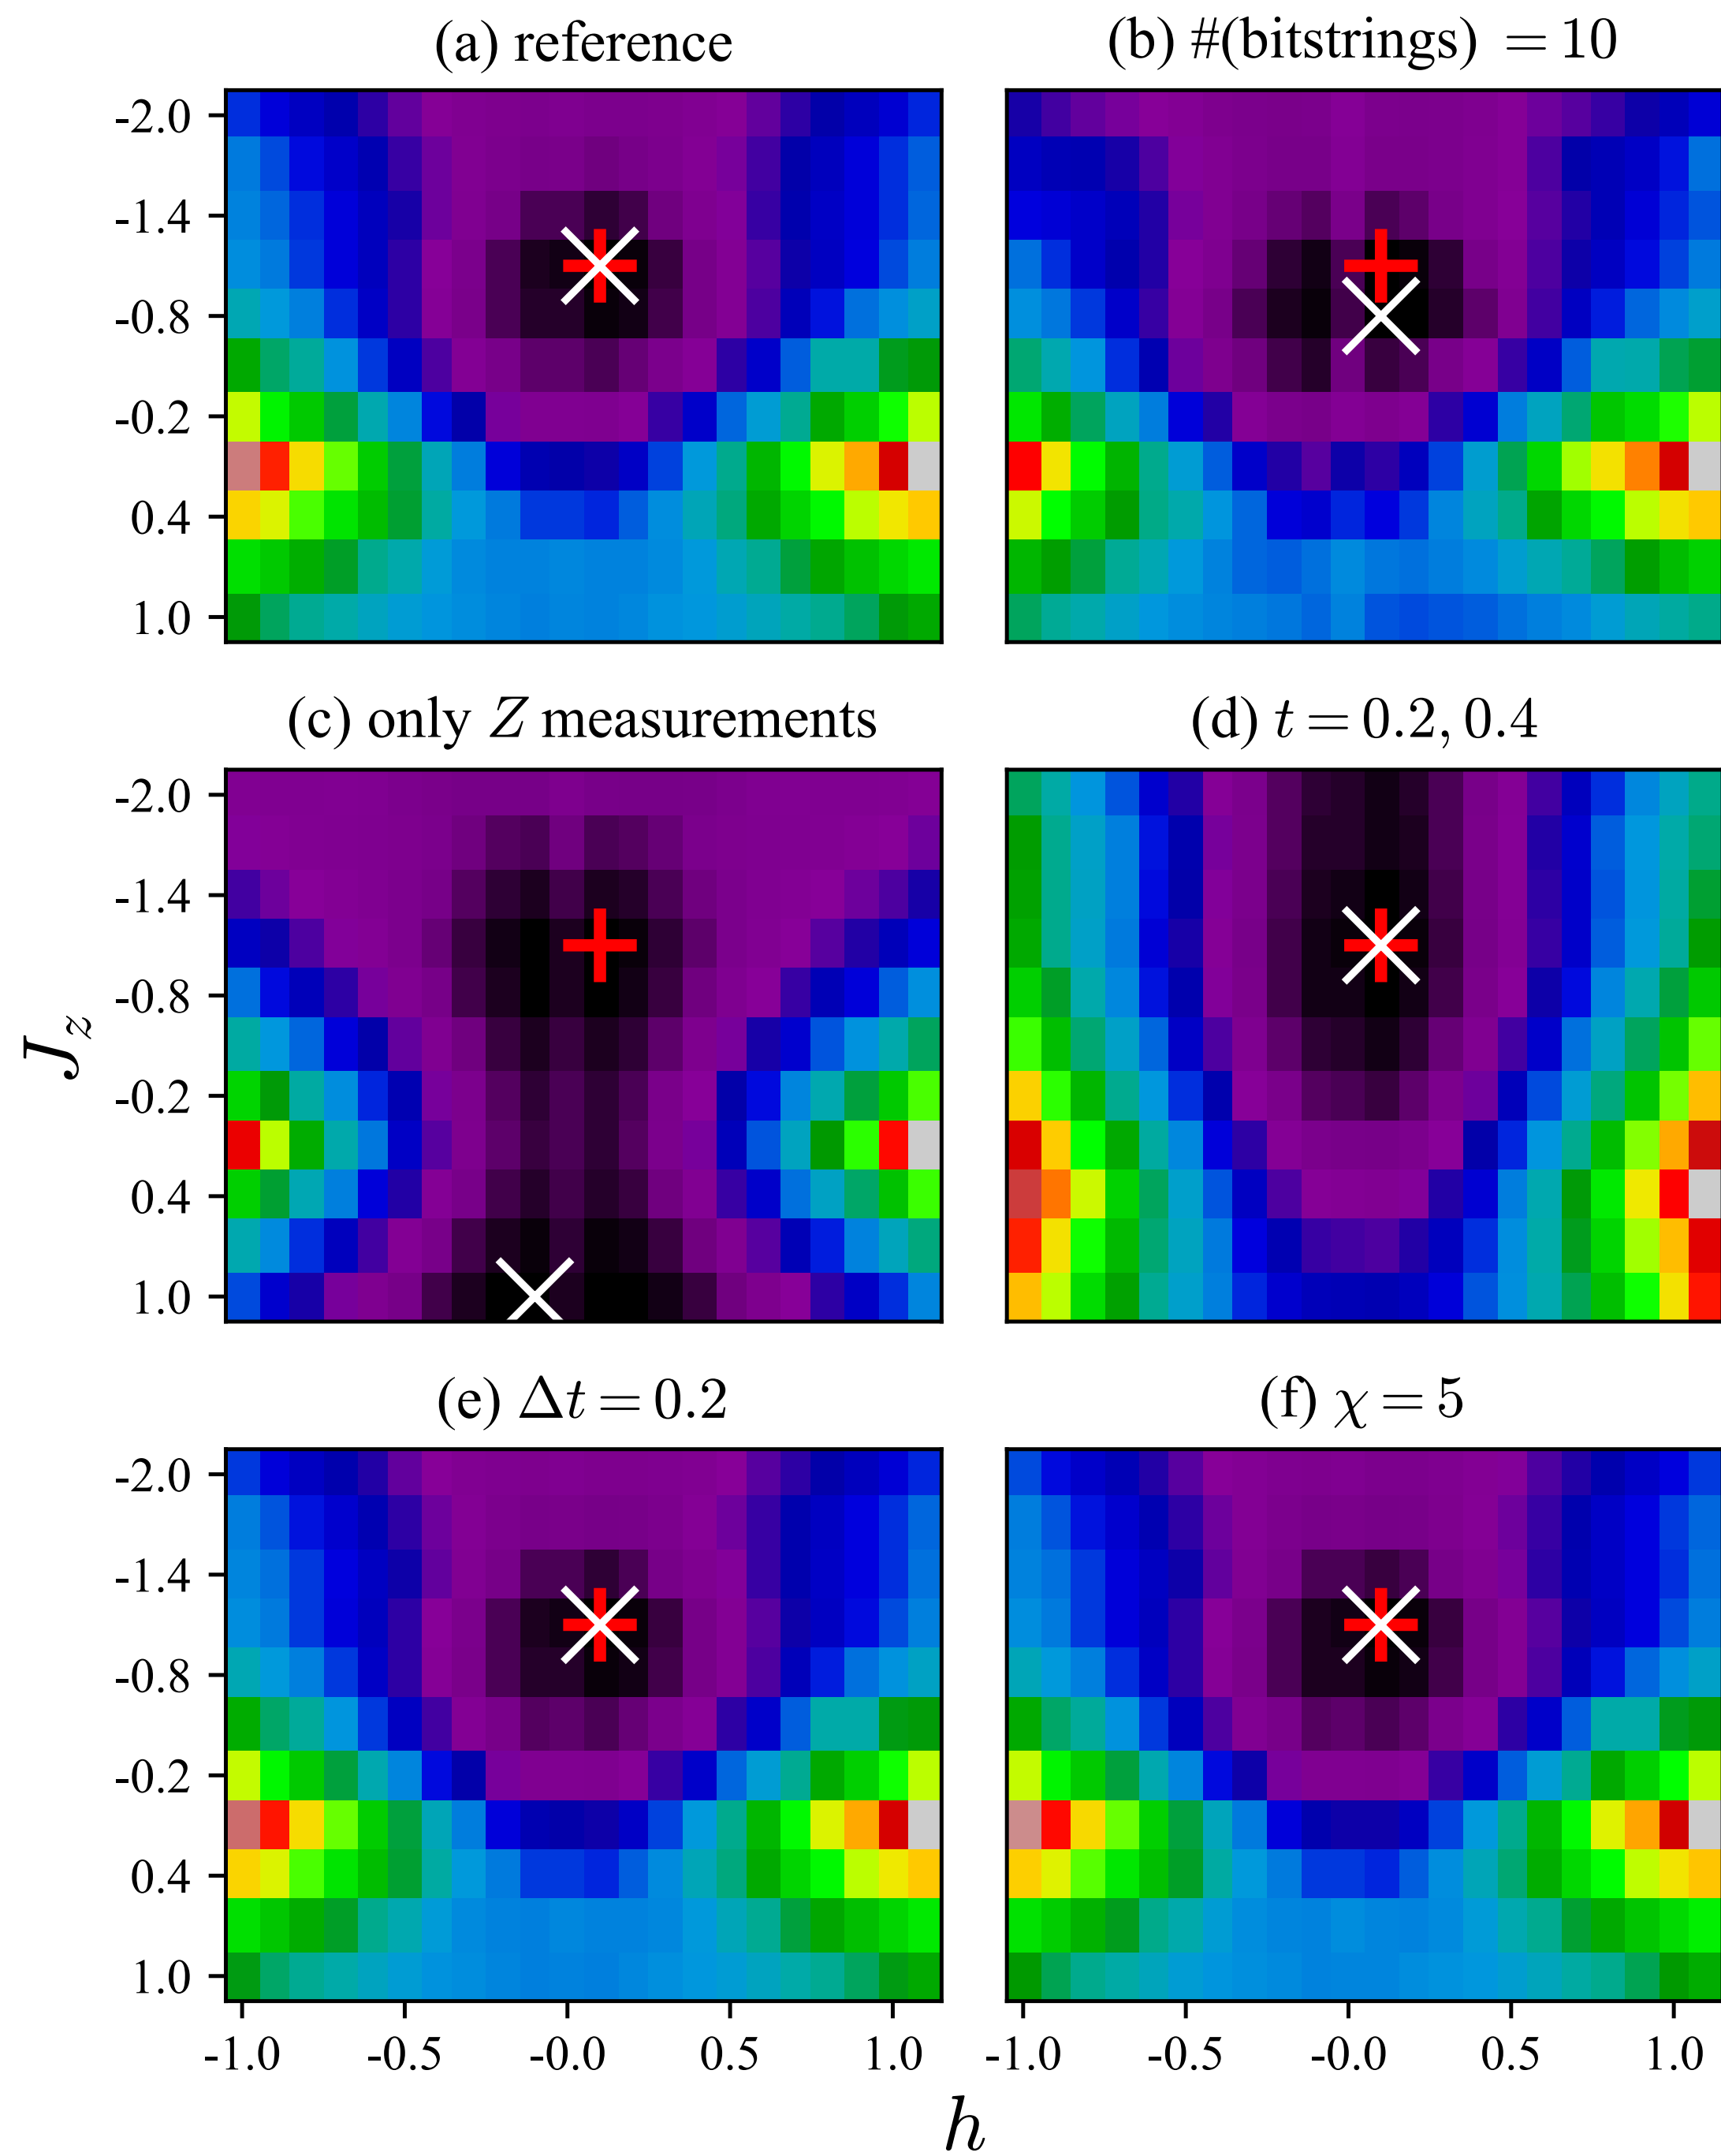 (a) reference
(b) #(bitstrings) = 10
-2.0
-1.4
-0.8
-0.2
0.4
1.0
(c) only Z measurements
(d) t = 0.2, 0.4
-2.0
-1.4
-0.8
-0.2
0.4
1.0
J_z
(e) Δt = 0.2
(f) χ = 5
-2.0
-1.4
-0.8
-0.2
0.4
1.0
-1.0 -0.5 -0.0 0.5 1.0
-1.0 -0.5 -0.0 0.5 1.0
h